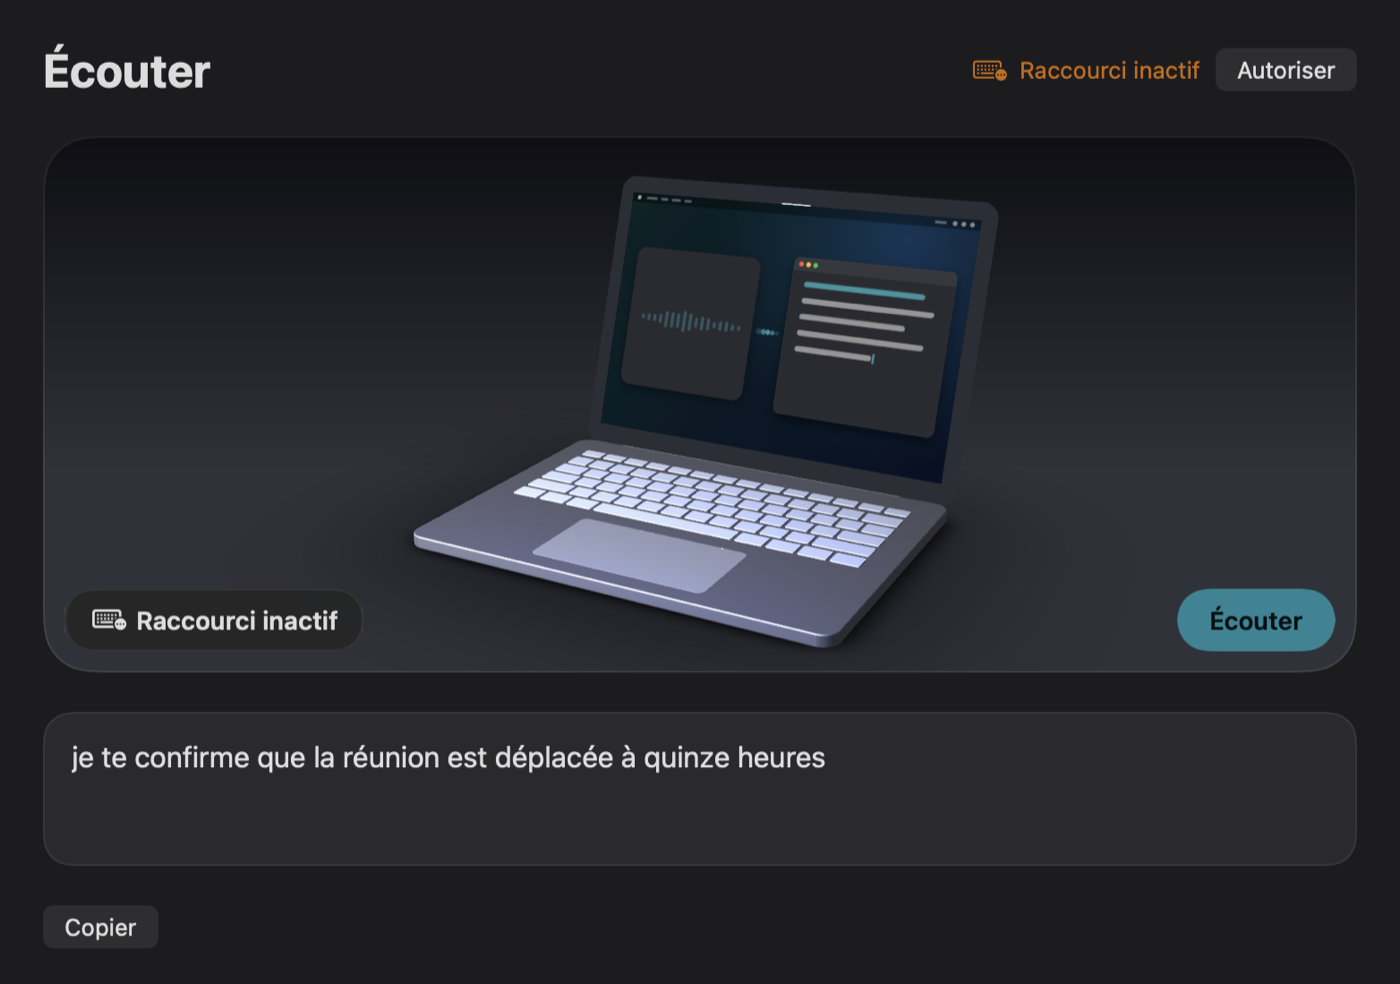 Écouter
Raccourci inactif
Autoriser
Raccourci inactif
Écouter
je te confirme que la réunion est déplacée à quinze heures
Copier